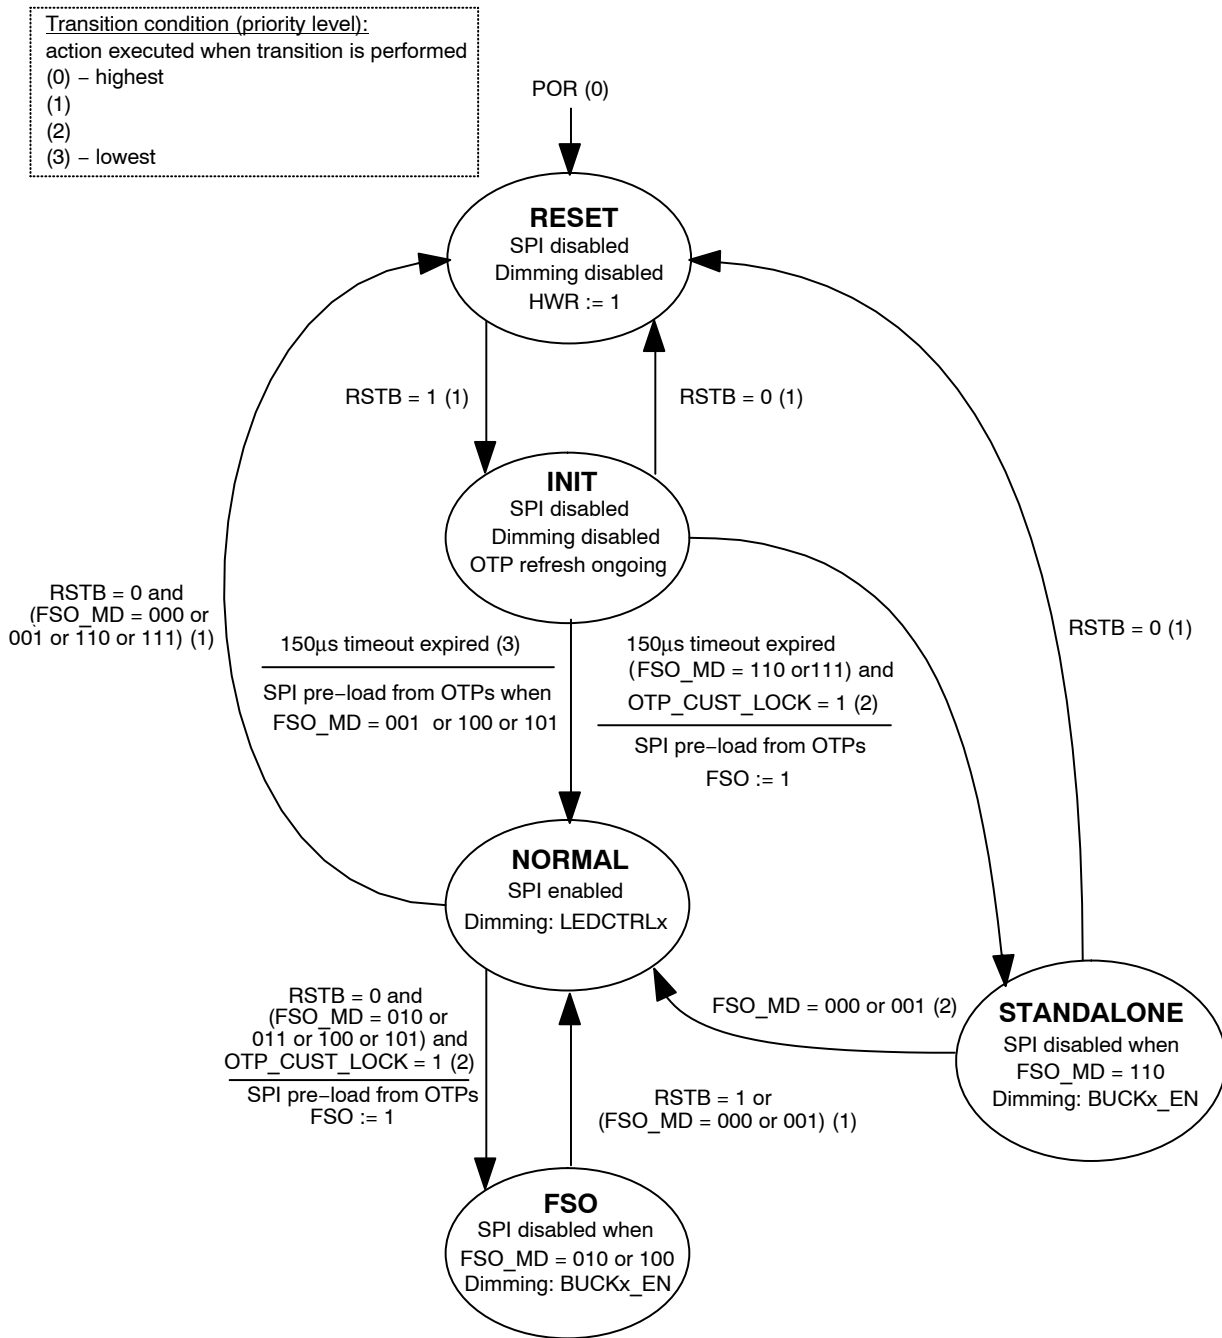 Transition condition (priority level):
action executed when transition is performed
(0) – highest
(1)
(2)
(3) – lowest
POR (0)
RESET
SPI disabled
Dimming disabled
HWR := 1
RSTB = 1 (1)
RSTB = 0 (1)
INIT
SPI disabled
Dimming disabled
OTP refresh ongoing
RSTB = 0 and
(FSO_MD = 000 or
001 or 110 or 111) (1)
150µs timeout expired (3)
SPI pre–load from OTPs when
FSO_MD = 001 or 100 or 101
150µs timeout expired
(FSO_MD = 110 or111) and
OTP_CUST_LOCK = 1 (2)
SPI pre–load from OTPs
FSO := 1
RSTB = 0 (1)
NORMAL
SPI enabled
Dimming: LEDCTRLx
RSTB = 0 and
(FSO_MD = 010 or
011 or 100 or 101) and
OTP_CUST_LOCK = 1 (2)
SPI pre–load from OTPs
FSO := 1
FSO_MD = 000 or 001 (2)
STANDALONE
SPI disabled when
FSO_MD = 110
Dimming: BUCKx_EN
RSTB = 1 or
(FSO_MD = 000 or 001) (1)
FSO
SPI disabled when
FSO_MD = 010 or 100
Dimming: BUCKx_EN